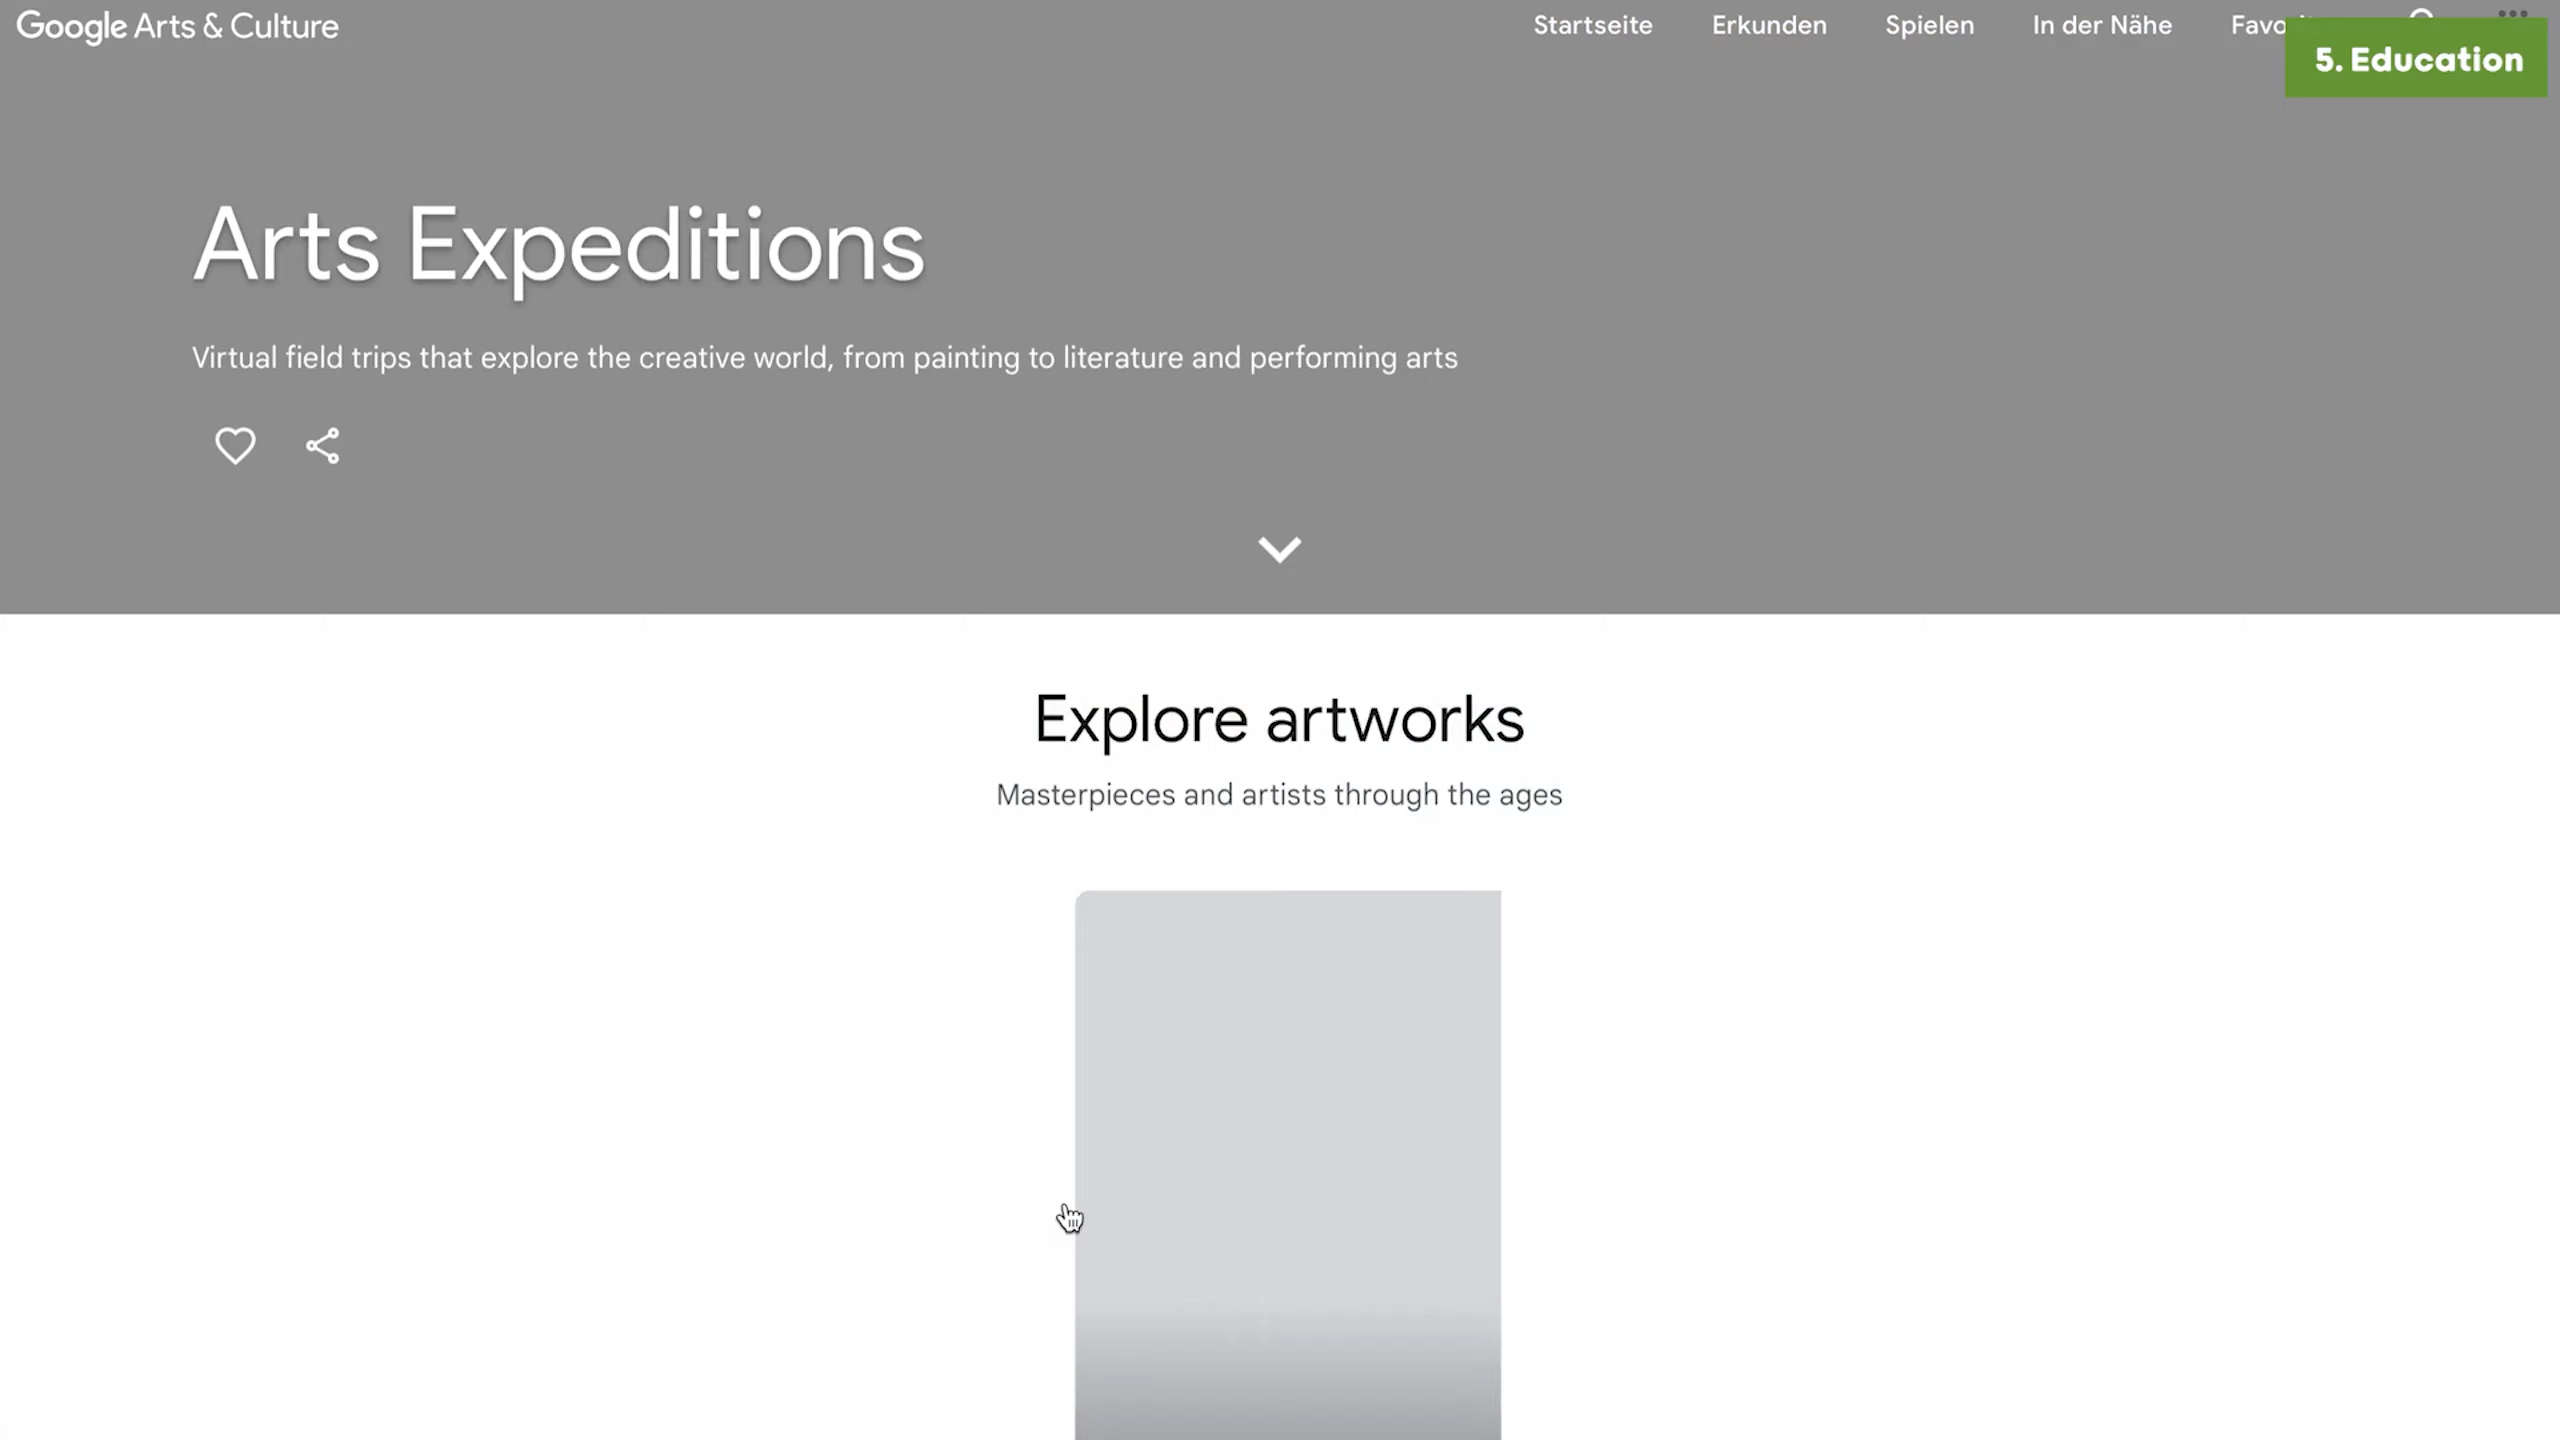 Google Arts & Culture
Startseite
Erkunden
Spielen
In der Nähe
5. Education
Arts Expeditions
Virtual field trips that explore the creative world, from painting to literature and performing arts
Explore artworks
Masterpieces and artists through the ages